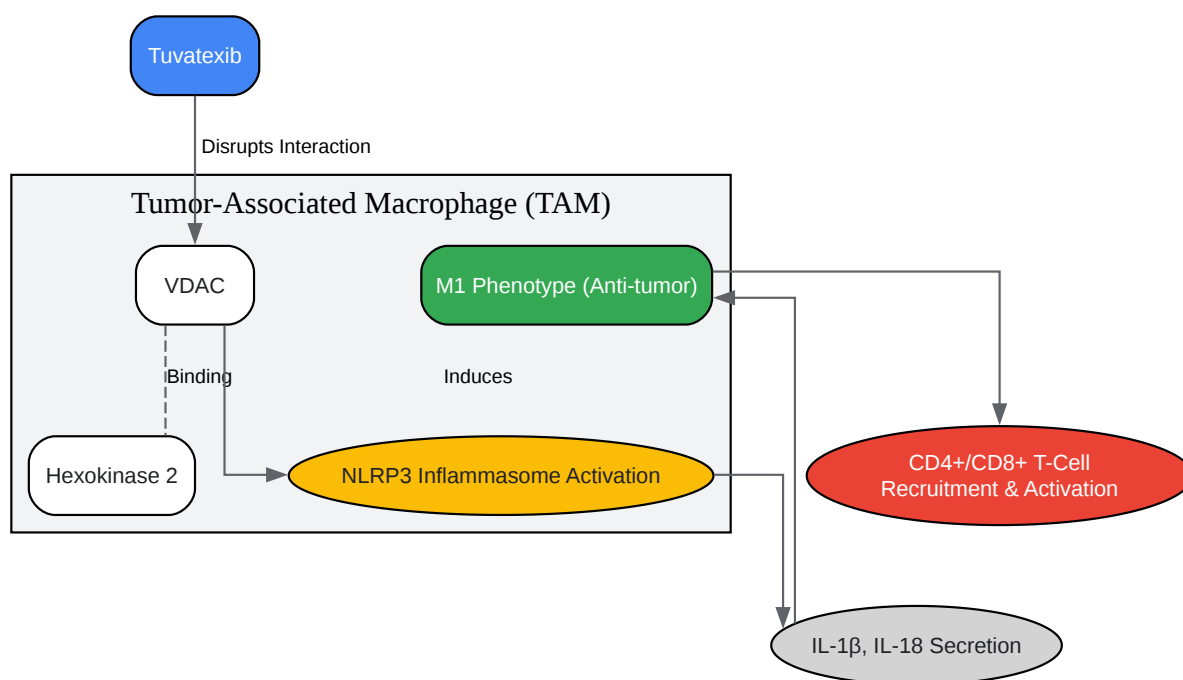 Tuvatexib
Disrupts Interaction
Tumor-Associated Macrophage (TAM)
VDAC
M1 Phenotype (Anti-tumor)
Binding
Induces
Hexokinase 2
NLRP3 Inflammasome Activation
CD4+/CD8+ T-Cell
Recruitment & Activation
IL-1β, IL-18 Secretion